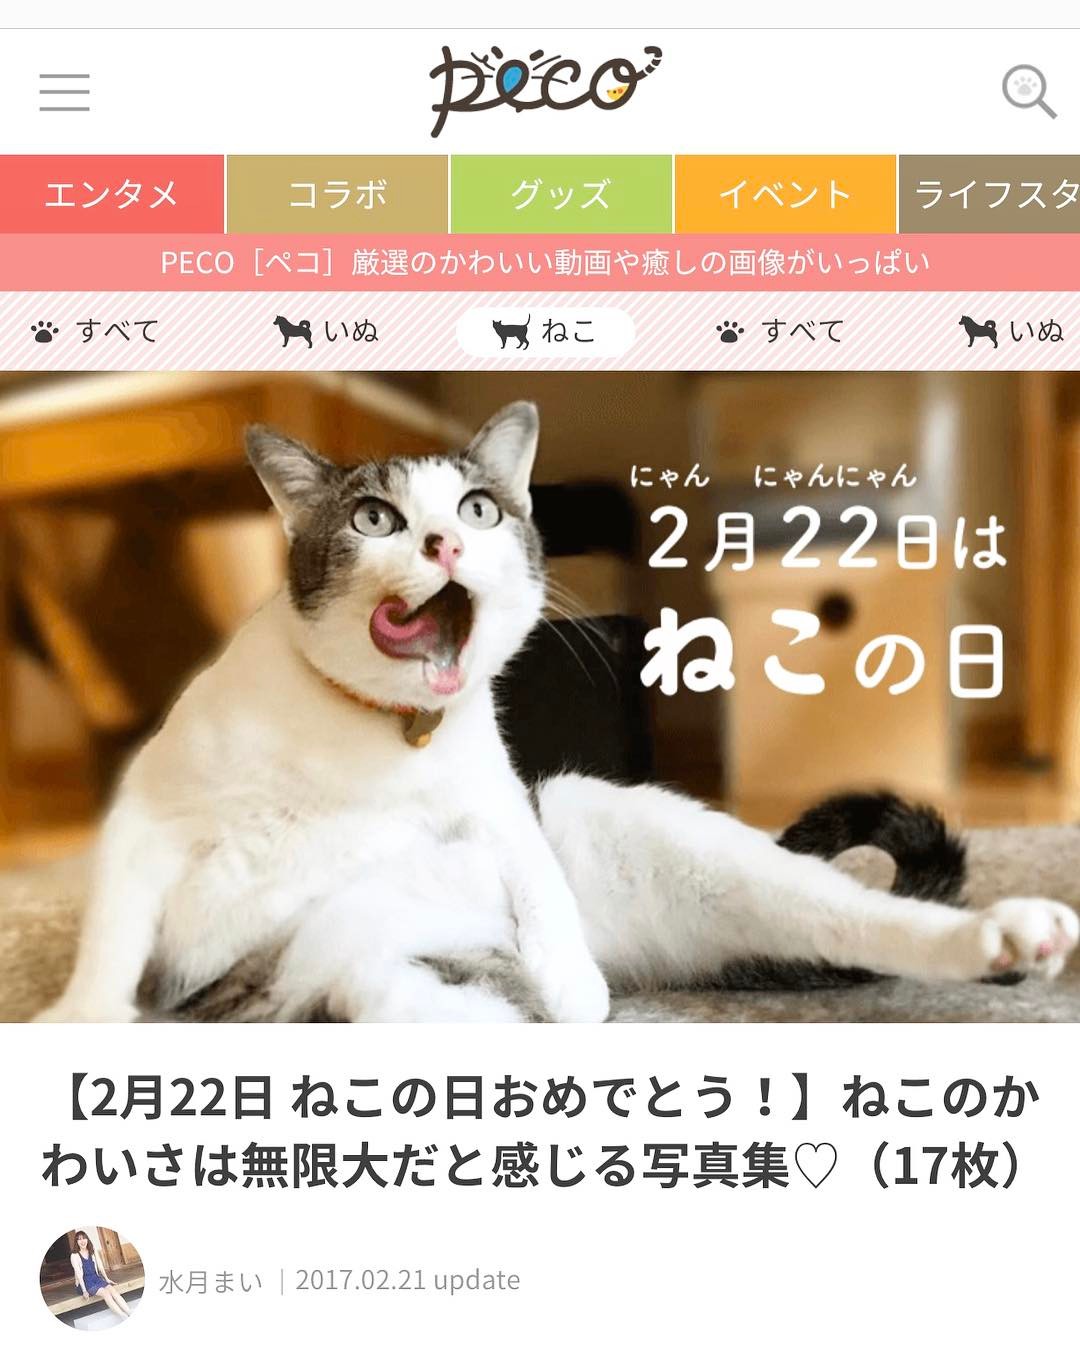 peco
エンタメ
コラボ
グッズ
イベント
ライフスタ
PECO［ペコ］厳選のかわいい動画や癒しの画像がいっぱい
すべて
いぬ
ねこ
すべて
いぬ
にゃん　にゃんにゃん
2月22日は
ねこの日
【2月22日 ねこの日おめでとう！】ねこのか
わいさは無限大だと感じる写真集♡（17枚）
水月まい ｜2017.02.21 update